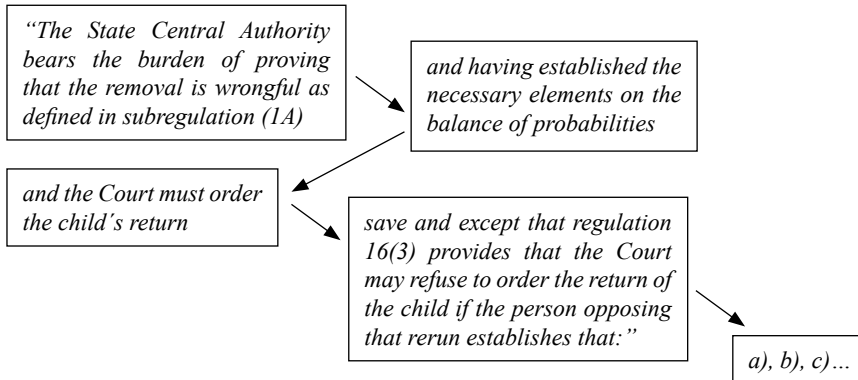 “The State Central Authority
bears the burden of proving
that the removal is wrongful as
defined in subregulation (1A)
and having established the
necessary elements on the
balance of probabilities
and the Court must order
the child´s return
save and except that regulation
16(3) provides that the Court
may refuse to order the return of
the child if the person opposing
that rerun establishes that:”
a), b), c)…